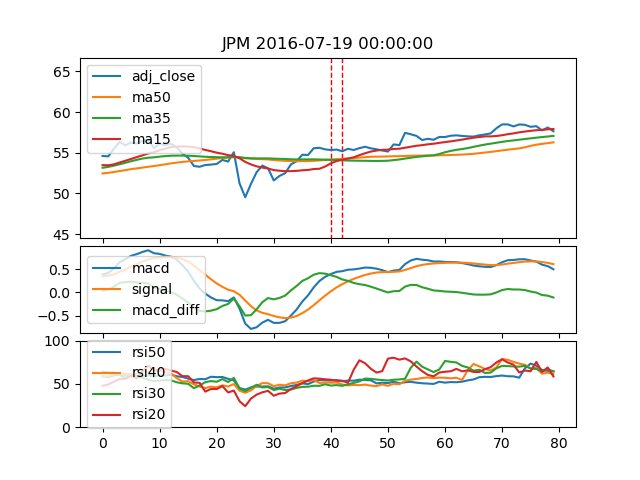 JPM 2016-07-19 00:00:00
65
60
55
50
45
adj_close
ma50
ma35
ma15
0.5
0.0
−0.5
macd
signal
macd_diff
100
50
0
rsi50
rsi40
rsi30
rsi20
0 10 20 30 40 50 60 70 80